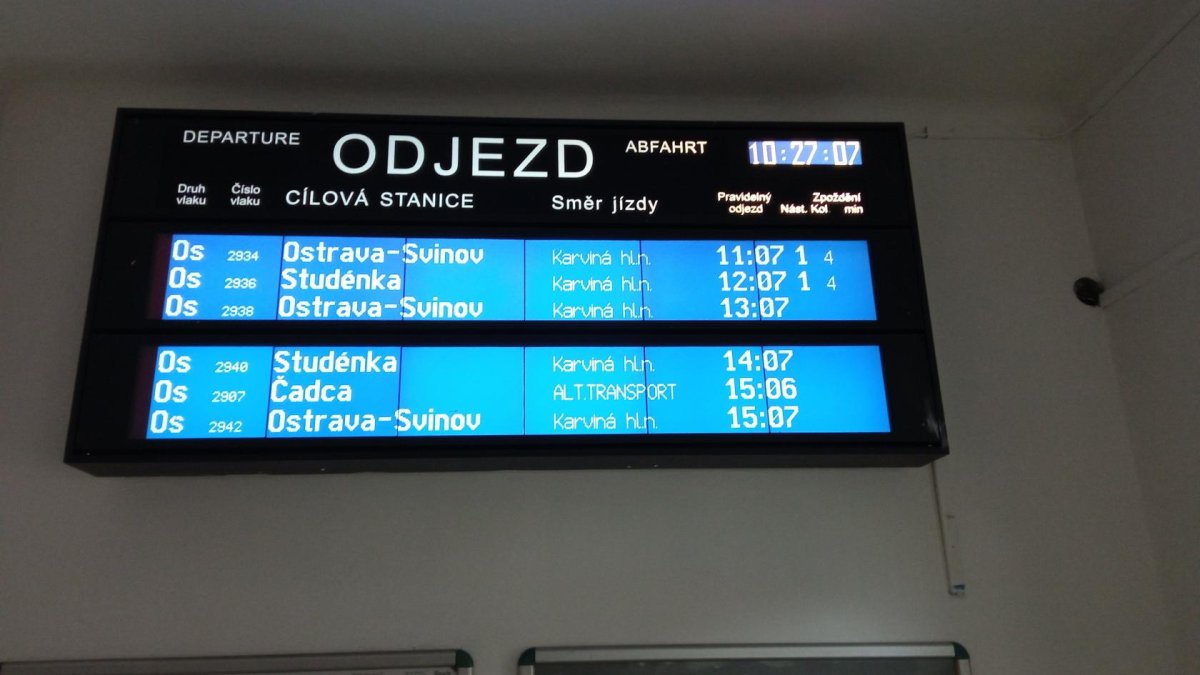 DEPARTURE ODJEZD ABFAHRT 10:27:07
Druh vlaku Číslo vlaku CÍLOVÁ STANICE Směr jízdy Pravidelný odjezd Nást. Kol Zpoždění min
Os 2934 Ostrava-Svinov Karviná hl.n. 11:07 1 4
Os 2936 Studénka Karviná hl.n. 12:07 1 4
Os 2938 Ostrava-Svinov Karviná hl.n. 13:07
Os 2940 Studénka Karviná hl.n. 14:07
Os 2907 Čadca ALT.TRANSPORT 15:06
Os 2942 Ostrava-Svinov Karviná hl.n. 15:07